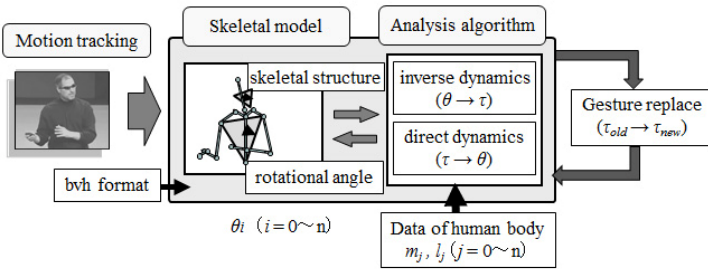 Motion tracking
Skeletal model
Analysis algorithm
skeletal structure
rotational angle
inverse dynamics
(θ → τ)
direct dynamics
(τ → θ)
Gesture replace
(τold → τnew)
bvh format
θi (i = 0～n)
Data of human body
mj , lj (j = 0～n)